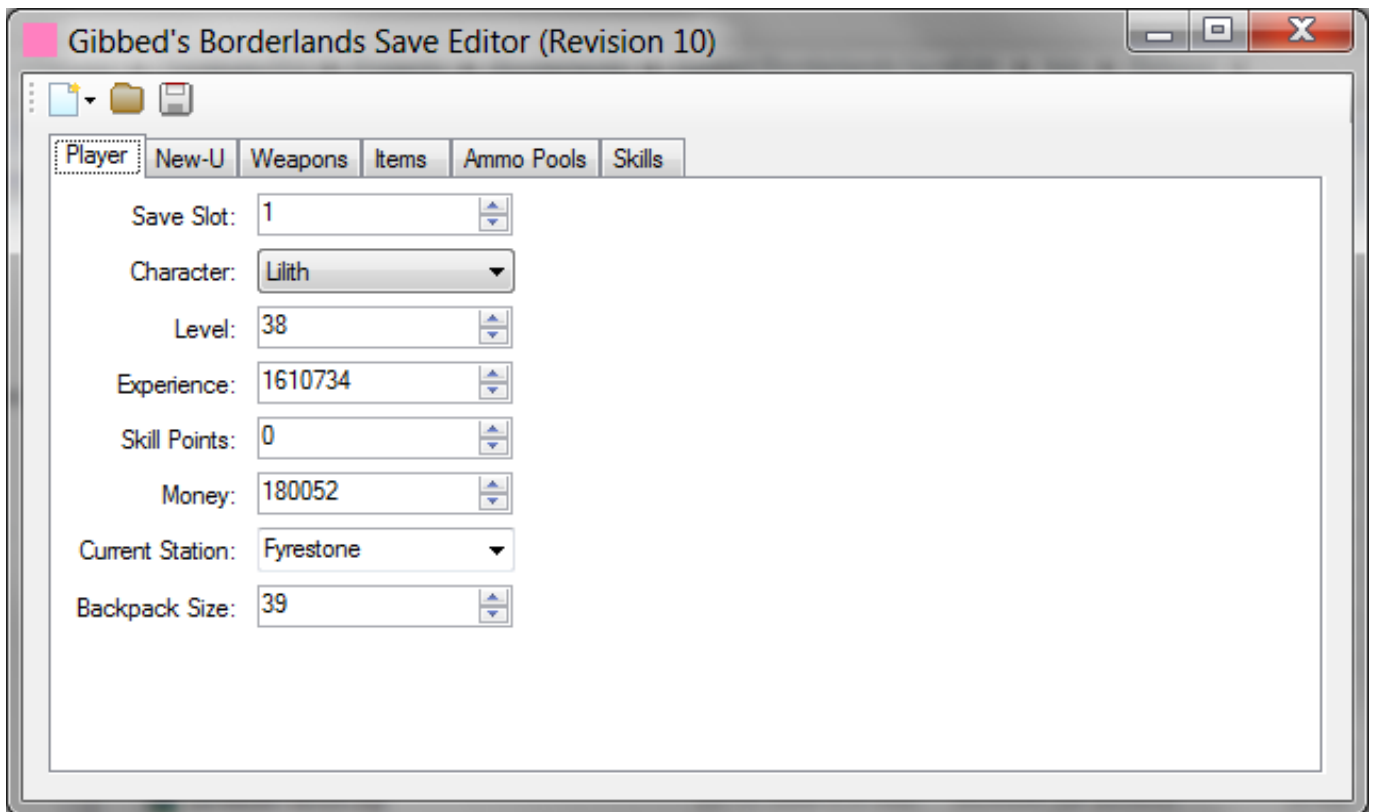 Gibbed's Borderlands Save Editor (Revision 10)
Player New-U Weapons Items Ammo Pools Skills
Save Slot: 1
Character: Lilith
Level: 38
Experience: 1610734
Skill Points: 0
Money: 180052
Current Station: Fyrestone
Backpack Size: 39